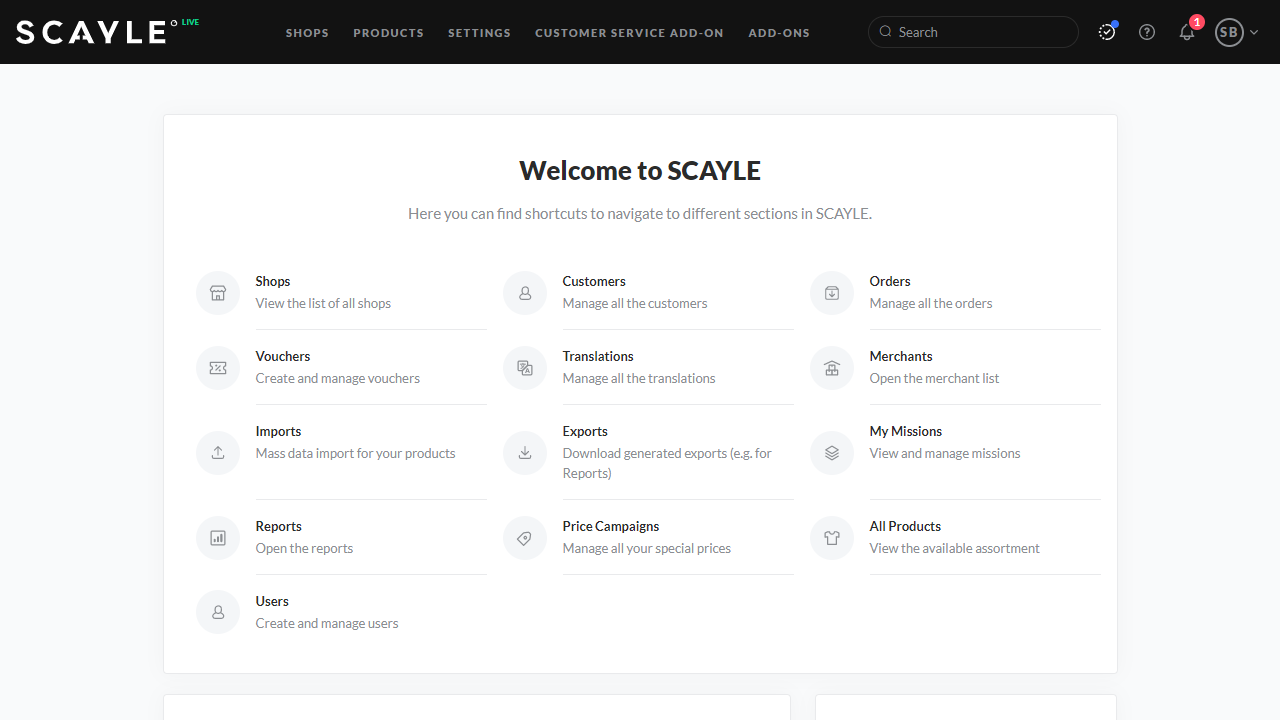 SCAYLE LIVE
SHOPS PRODUCTS SETTINGS CUSTOMER SERVICE ADD-ON ADD-ONS
Search
1
SB
Welcome to SCAYLE
Here you can find shortcuts to navigate to different sections in SCAYLE.
Shops
View the list of all shops
Customers
Manage all the customers
Orders
Manage all the orders
Vouchers
Create and manage vouchers
Translations
Manage all the translations
Merchants
Open the merchant list
Imports
Mass data import for your products
Exports
Download generated exports (e.g. for
Reports)
My Missions
View and manage missions
Reports
Open the reports
Price Campaigns
Manage all your special prices
All Products
View the available assortment
Users
Create and manage users